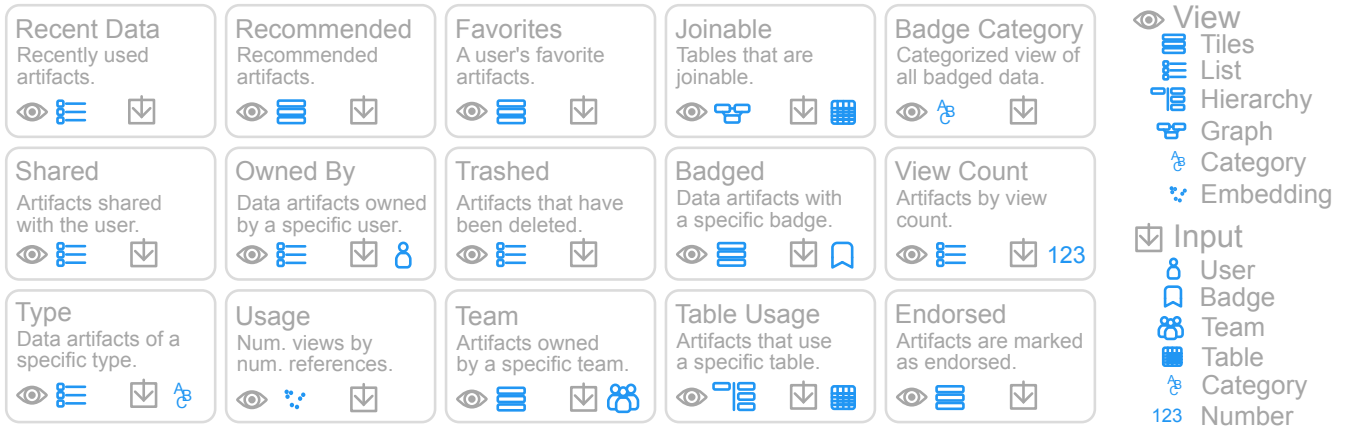 Recent Data
Recently used
artifacts.
Recommended
Recommended
artifacts.
Favorites
A user's favorite
artifacts.
Joinable
Tables that are
joinable.
Badge Category
Categorized view of
all badged data.
ABC
Shared
Artifacts shared
with the user.
Owned By
Data artifacts owned
by a specific user.
Trashed
Artifacts that have
been deleted.
Badged
Data artifacts with
a specific badge.
View Count
Artifacts by view
count.
123
Type
Data artifacts of a
specific type.
ABC
Usage
Num. views by
num. references.
Team
Artifacts owned
by a specific team.
Table Usage
Artifacts that use
a specific table.
Endorsed
Artifacts are marked
as endorsed.
View
Tiles
List
Hierarchy
Graph
ABC Category
Embedding
Input
User
Badge
Team
Table
ABC Category
123 Number